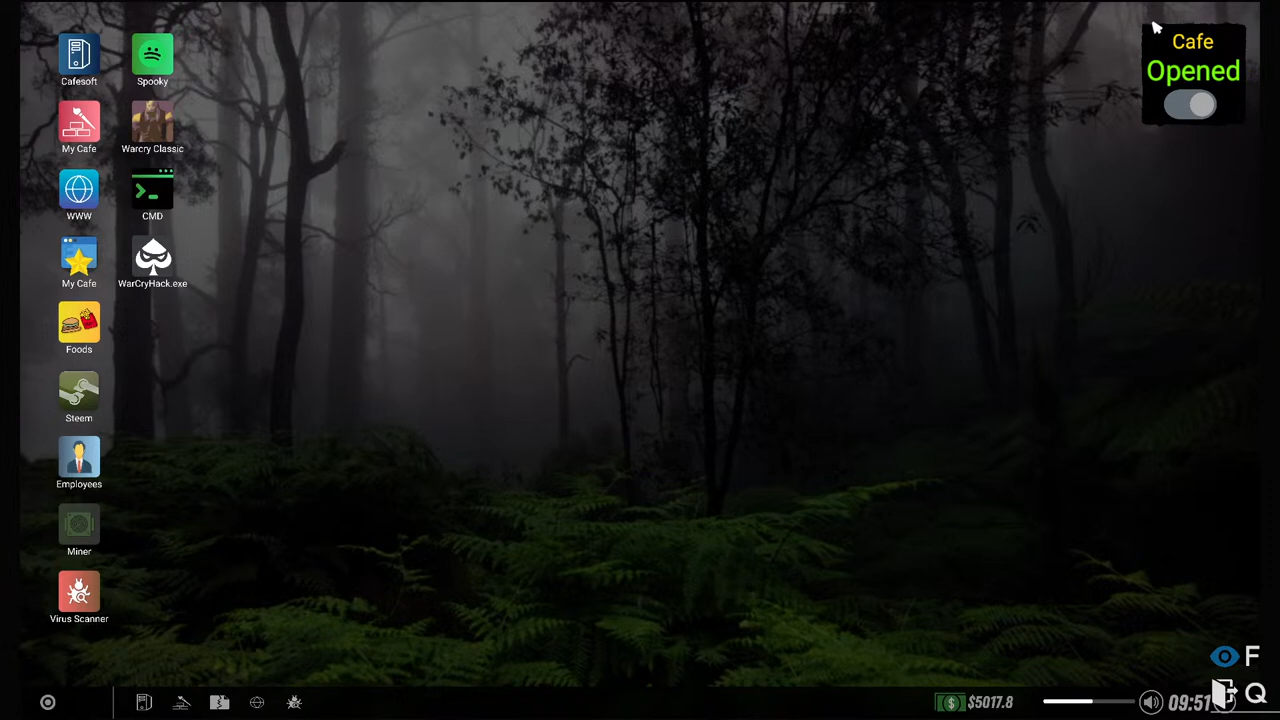 Cafesoft
Spooky
My Cafe
Warcry Classic
WWW
CMD
My Cafe
WarCryHack.exe
Foods
Steem
Employees
Miner
Virus Scanner
Cafe
Opened
F
Q
$5017.8
09:51